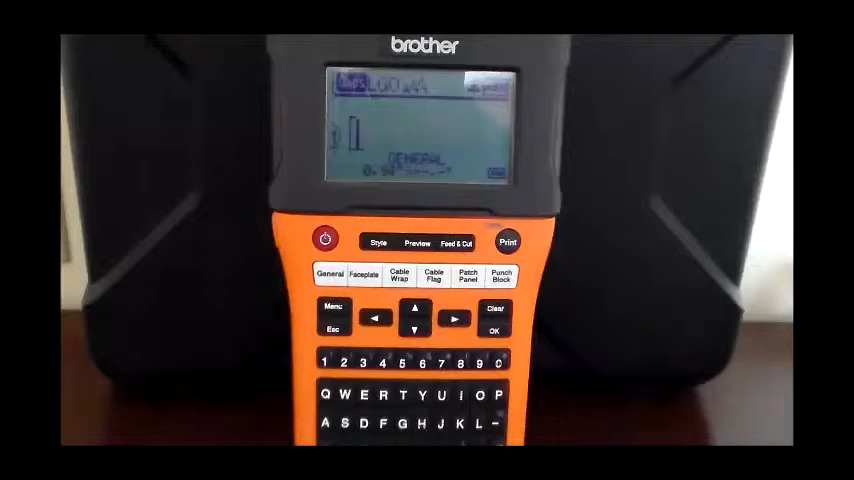 brother
GENERAL
Style Preview Feed & Cut Print
General Faceplate Cable Wrap Cable Flag Patch Panel Punch Block
Menu Clear
Esc OK
1 2 3 4 5 6 7 8 9 0
Q W E R T Y U I O P
A S D F G H J K L -